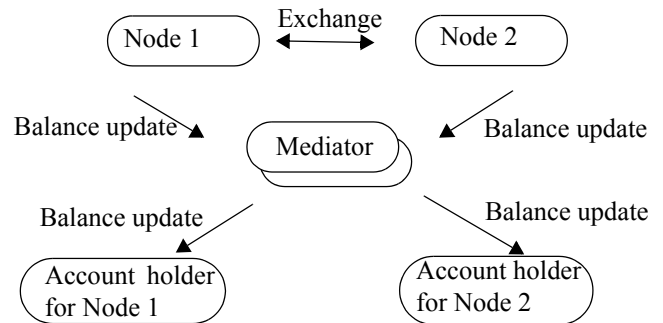 Exchange
Node 1
Node 2
Balance update
Balance update
Mediator
Balance update
Balance update
Account holder
for Node 1
Account holder
for Node 2